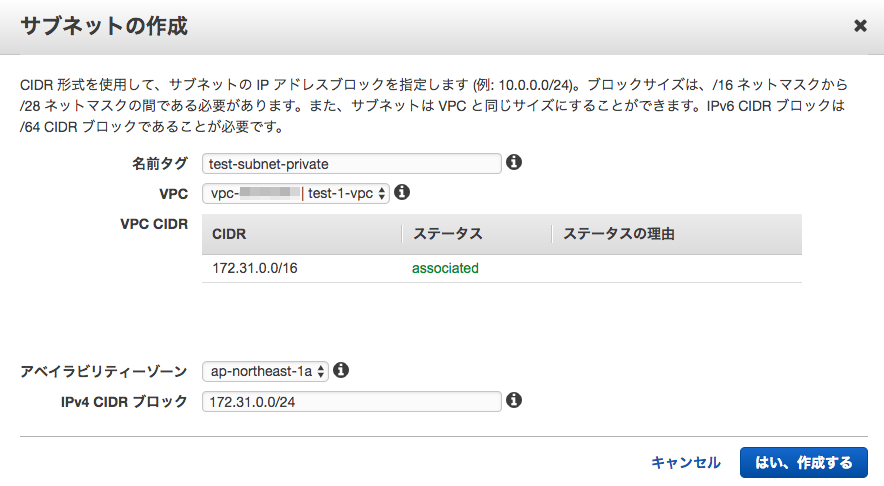 サブネットの作成
CIDR 形式を使用して、サブネットの IP アドレスブロックを指定します (例: 10.0.0.0/24)。ブロックサイズは、/16 ネットマスクから
/28 ネットマスクの間である必要があります。また、サブネットは VPC と同じサイズにすることができます。IPv6 CIDR ブロックは
/64 CIDR ブロックであることが必要です。
名前タグ test-subnet-private
VPC vpc- | test-1-vpc
VPC CIDR CIDR ステータス ステータスの理由
172.31.0.0/16 associated
アベイラビリティーゾーン ap-northeast-1a
IPv4 CIDR ブロック 172.31.0.0/24
キャンセル はい、作成する